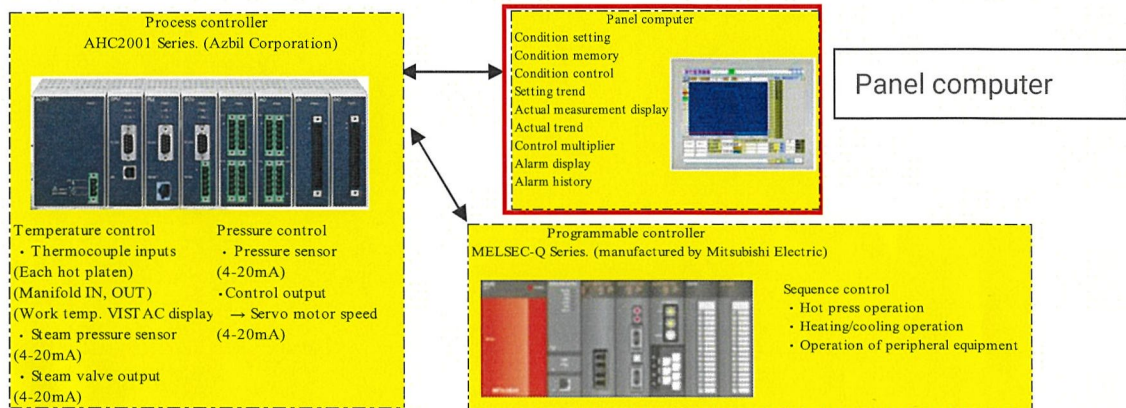 Process controller
AHC2001 Series. (Azbil Corporation)
Temperature control
・Thermocouple inputs
(Each hot platen)
(Manifold IN, OUT)
(Work temp. VISTAC display
・Steam pressure sensor
(4-20mA)
・Steam valve output
(4-20mA)
Pressure control
・Pressure sensor
(4-20mA)
・Control output
→ Servo motor speed
(4-20mA)
Panel computer
Condition setting
Condition memory
Condition control
Setting trend
Actual measurement display
Actual trend
Control multiplier
Alarm display
Alarm history
Panel computer
Programmable controller
MELSEC-Q Series. (manufactured by Mitsubishi Electric)
Sequence control
・Hot press operation
・Heating/cooling operation
・Operation of peripheral equipment